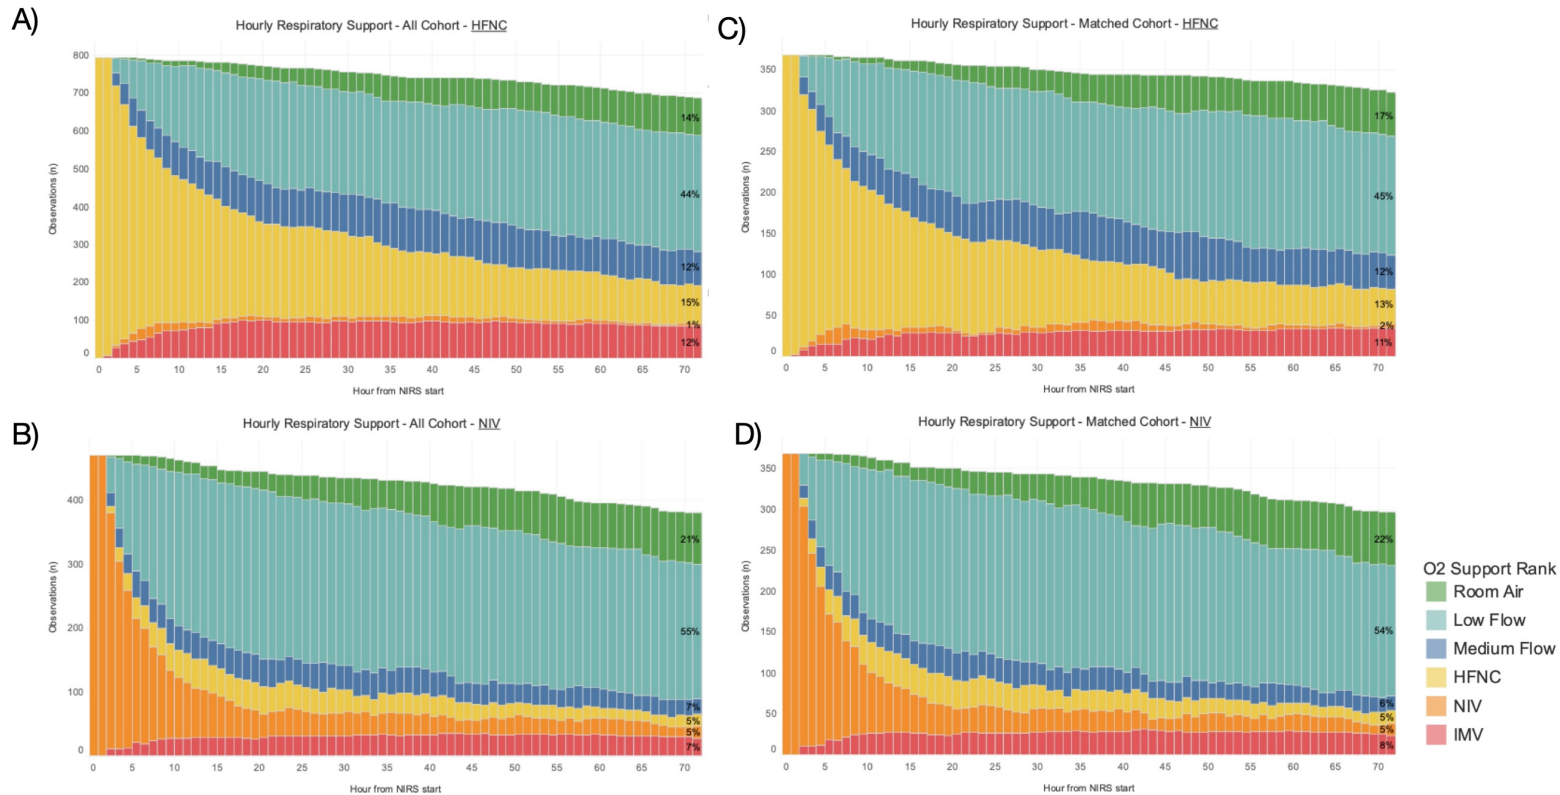 A)
Hourly Respiratory Support - All Cohort - HFNC
Observations (n)
800
700
600
500
400
300
200
100
0
14%
44%
12%
15%
1%
12%
0 5 10 15 20 25 30 35 40 45 50 55 60 65 70
Hour from NIRS start
C)
Hourly Respiratory Support - Matched Cohort - HFNC
Observations (n)
350
300
250
200
150
100
50
0
17%
45%
12%
13%
2%
11%
0 5 10 15 20 25 30 35 40 45 50 55 60 65 70
Hour from NIRS start
B)
Hourly Respiratory Support - All Cohort - NIV
Observations (n)
400
300
200
100
0
21%
55%
7%
5%
5%
7%
0 5 10 15 20 25 30 35 40 45 50 55 60 65 70
Hour from NIRS start
D)
Hourly Respiratory Support - Matched Cohort - NIV
Observations (n)
350
300
250
200
150
100
50
0
22%
54%
6%
5%
5%
8%
0 5 10 15 20 25 30 35 40 45 50 55 60 65 70
Hour from NIRS start
O2 Support Rank
Room Air
Low Flow
Medium Flow
HFNC
NIV
IMV